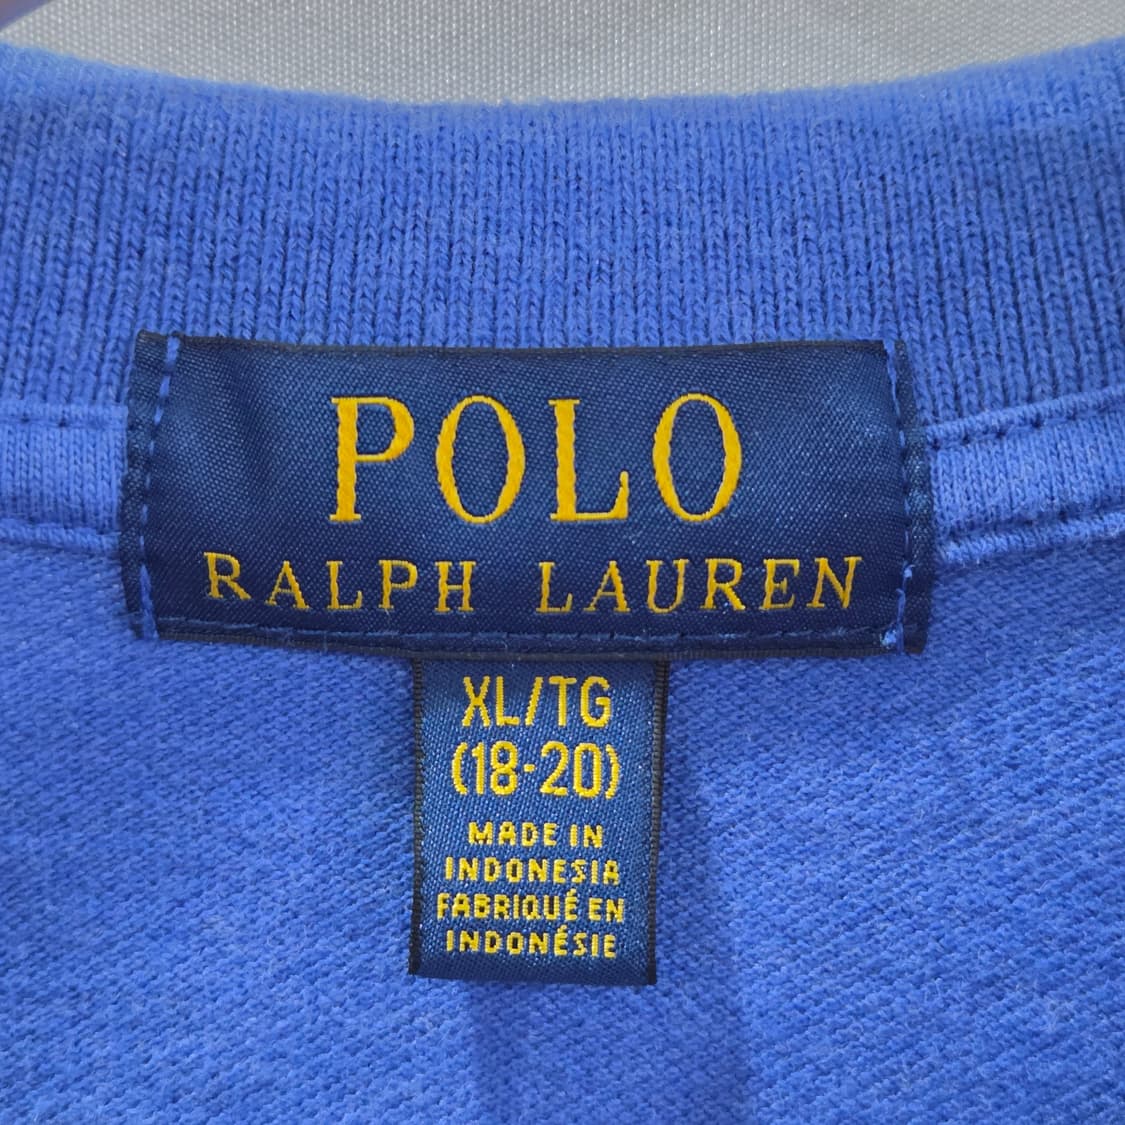 POLO
RALPH LAUREN
XL/TG
(18-20)
MADE IN
INDONESIA
FABRIQUÉ EN
INDONÉSIE